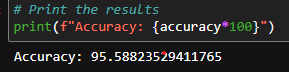 # Print the results
print(f"Accuracy: {accuracy*100}")
Accuracy: 95.58823529411765